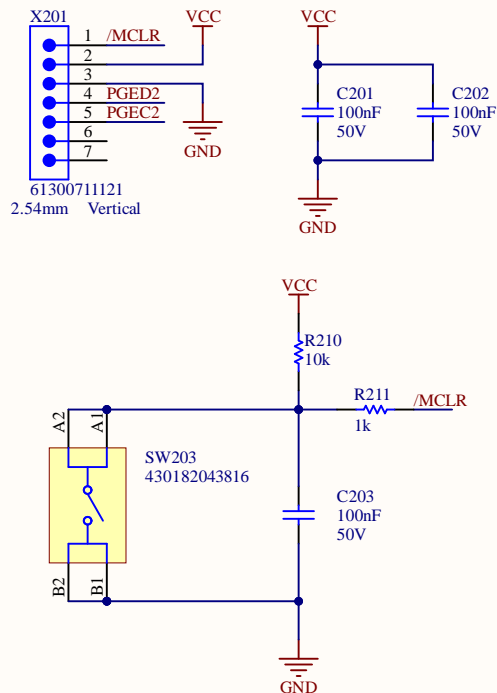 X201
1 /MCLR
2
3
4 PGED2
5 PGEC2
6
7
61300711121
2.54mm Vertical
VCC
GND
VCC
C201
100nF
50V
C202
100nF
50V
GND
VCC
R210
10k
R211
1k
/MCLR
A2
A1
SW203
430182043816
B2
B1
C203
100nF
50V
GND